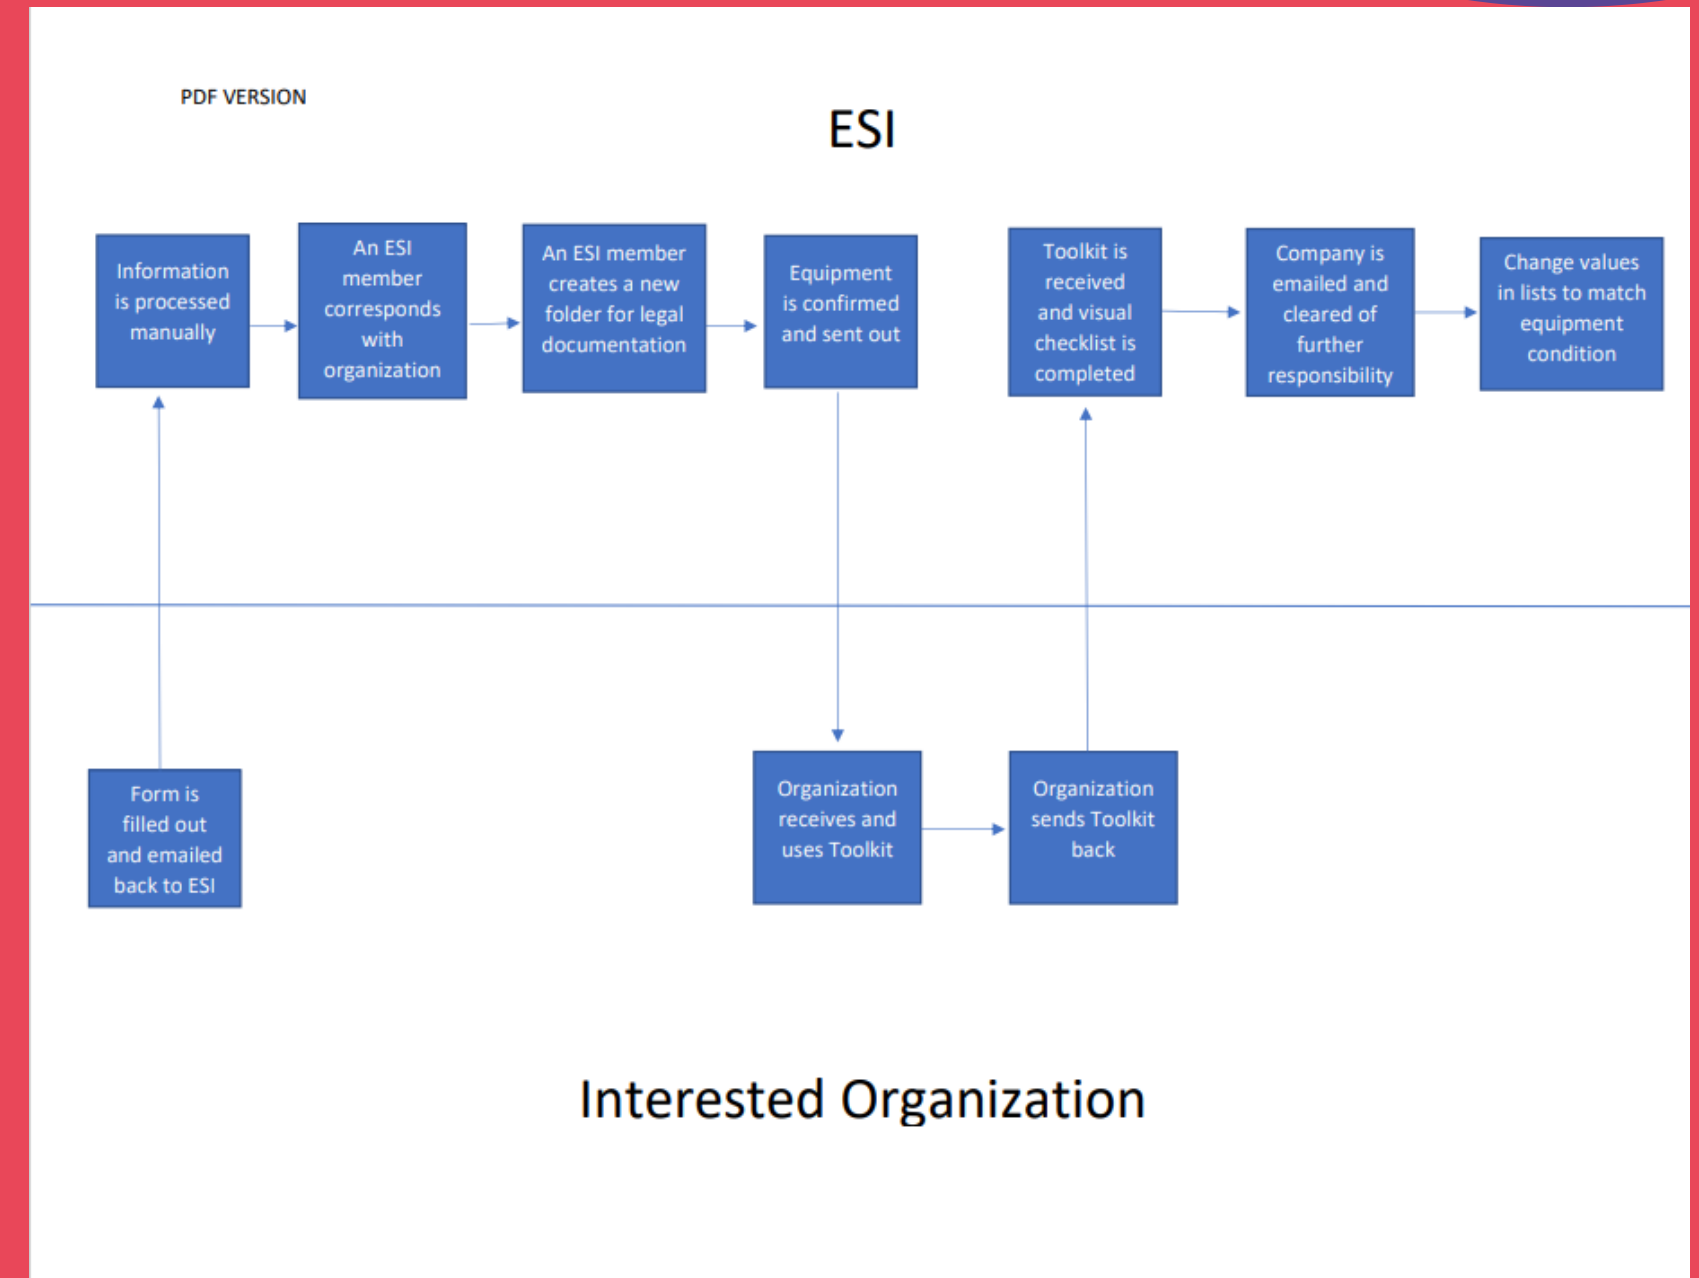 PDF VERSION
ESI
Information
is processed
manually
An ESI
member
corresponds
with
organization
An ESI member
creates a new
folder for legal
documentation
Equipment
is confirmed
and sent out
Toolkit is
received
and visual
checklist is
completed
Company is
emailed and
cleared of
further
responsibility
Change values
in lists to match
equipment
condition
Form is
filled out
and emailed
back to ESI
Organization
receives and
uses Toolkit
Organization
sends Toolkit
back
Interested Organization